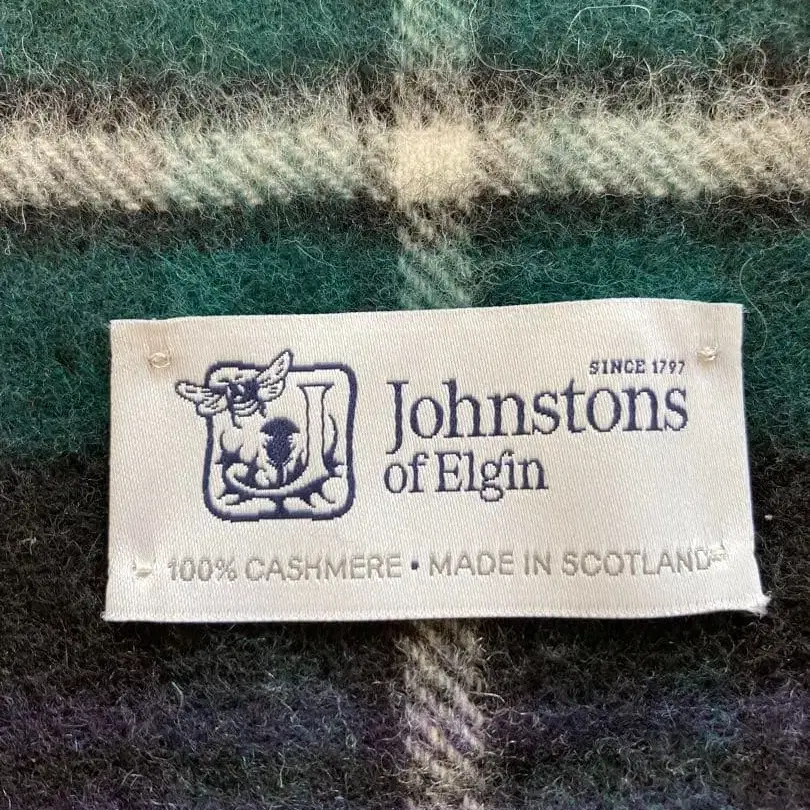 SINCE 1797
Johnstons
of Elgin
100% CASHMERE • MADE IN SCOTLAND